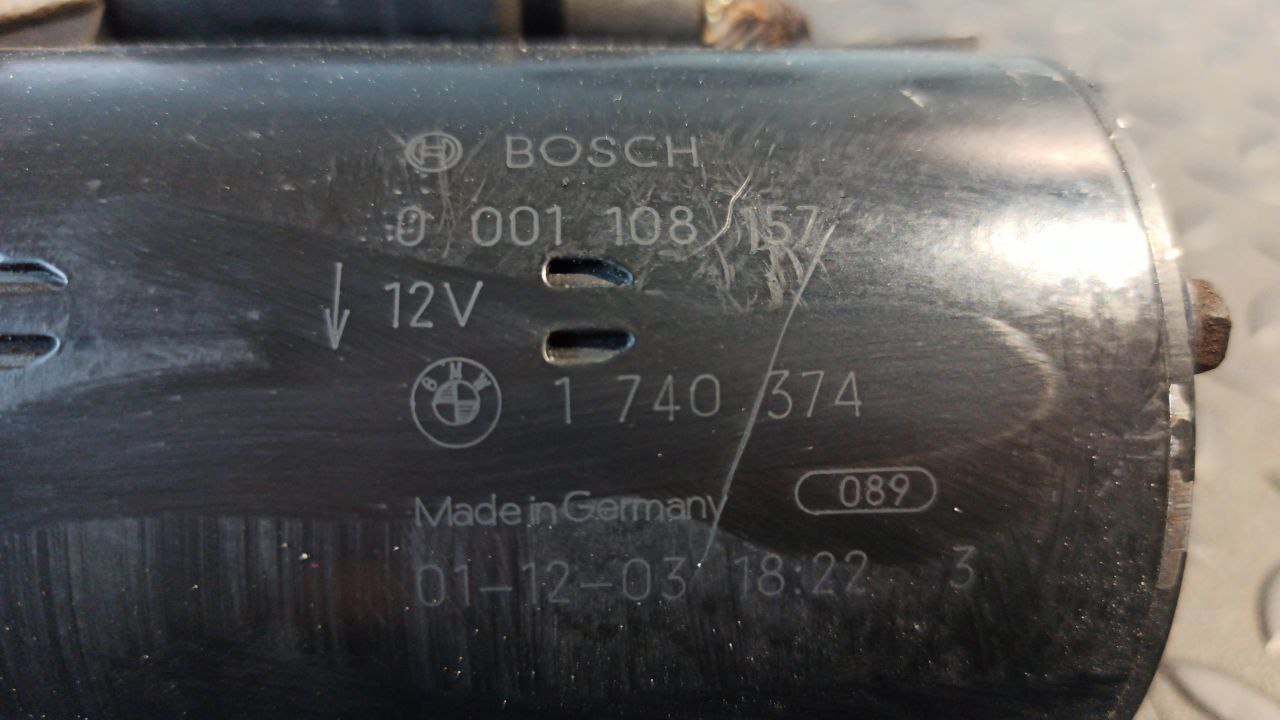 BOSCH
0 001 108 157
12V
BMW 1 740 374
Made in Germany 089
01-12-03 18:22 3